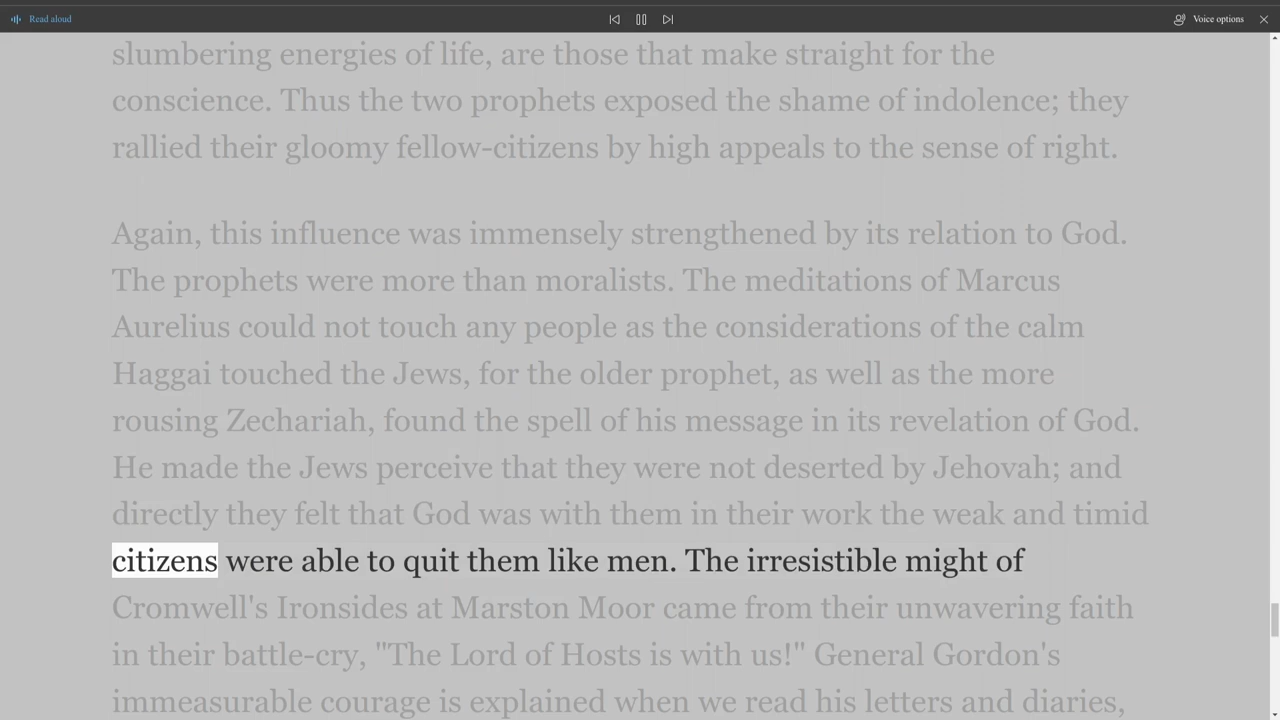 Read aloud
Voice options
slumbering energies of life, are those that make straight for the
conscience. Thus the two prophets exposed the shame of indolence; they
rallied their gloomy fellow-citizens by high appeals to the sense of right.
Again, this influence was immensely strengthened by its relation to God.
The prophets were more than moralists. The meditations of Marcus
Aurelius could not touch any people as the considerations of the calm
Haggai touched the Jews, for the older prophet, as well as the more
rousing Zechariah, found the spell of his message in its revelation of God.
He made the Jews perceive that they were not deserted by Jehovah; and
directly they felt that God was with them in their work the weak and timid
citizens were able to quit them like men. The irresistible might of
Cromwell's Ironsides at Marston Moor came from their unwavering faith
in their battle-cry, "The Lord of Hosts is with us!" General Gordon's
immeasurable courage is explained when we read his letters and diaries,